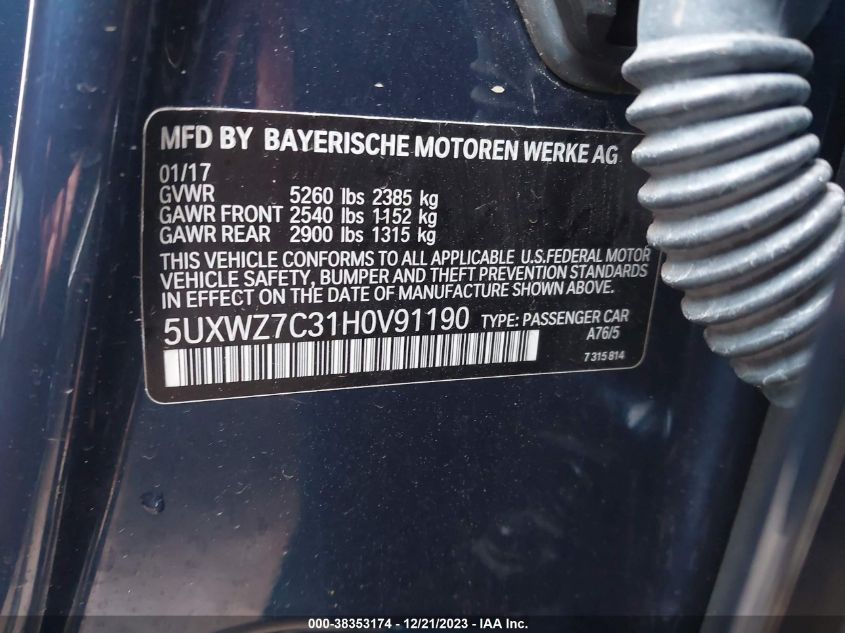 MFD BY BAYERISCHE MOTOREN WERKE AG
01/17
GVWR 5260 lbs 2385 kg
GAWR FRONT 2540 lbs 1152 kg
GAWR REAR 2900 lbs 1315 kg
THIS VEHICLE CONFORMS TO ALL APPLICABLE U.S.FEDERAL MOTOR
VEHICLE SAFETY, BUMPER AND THEFT PREVENTION STANDARDS
IN EFFECT ON THE DATE OF MANUFACTURE SHOWN ABOVE.
5UXWZ7C31H0V91190 TYPE: PASSENGER CAR
A76/5
7 315 814
000-38353174 - 12/21/2023 - IAA Inc.